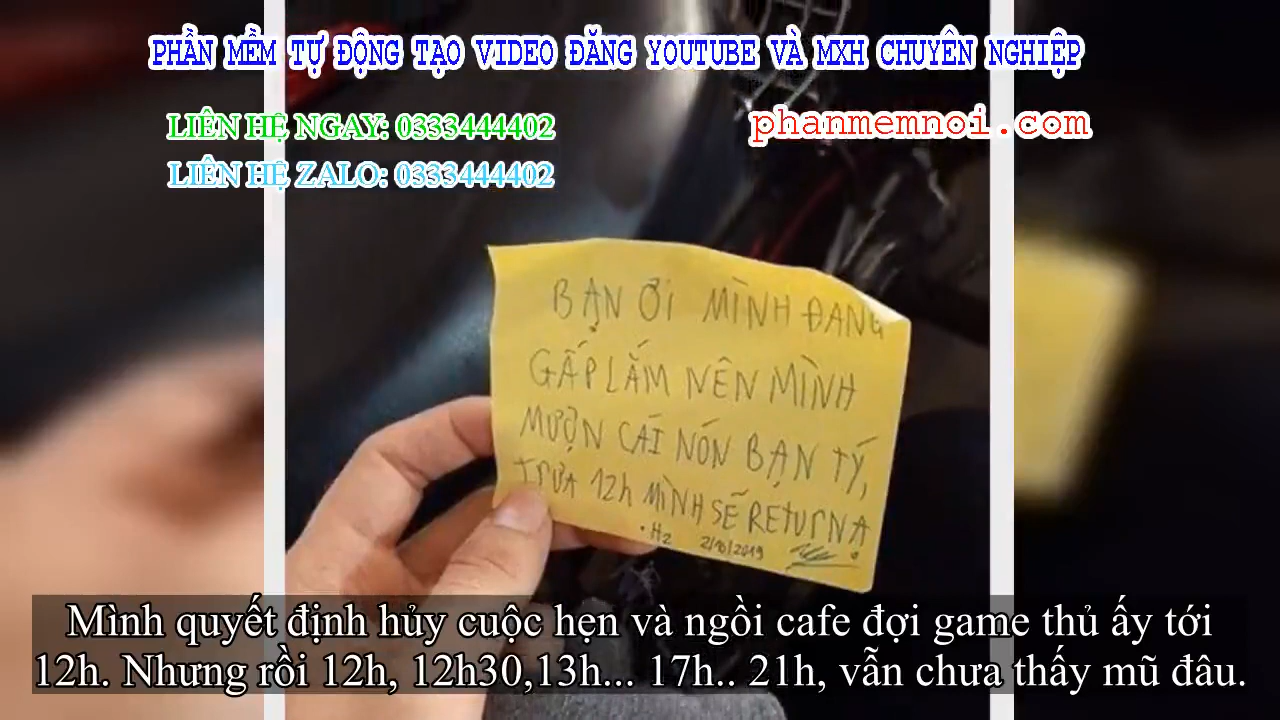 PHẦN MỀM TỰ ĐỘNG TẠO VIDEO ĐĂNG YOUTUBE VÀ MXH CHUYÊN NGHIỆP
LIÊN HỆ NGAY: 0333444402
phanmemnoi.com
LIÊN HỆ ZALO: 0333444402
BẠN ƠI MÌNH ĐANG
GẤP LẮM NÊN MÌNH
MƯỢN CÁI NÓN BẠN TÝ,
TRƯA 12h MÌNH SẼ RETURN Ạ
.H2 2/8/2019
Mình quyết định hủy cuộc hẹn và ngồi cafe đợi game thủ ấy tới
12h. Nhưng rồi 12h, 12h30,13h... 17h.. 21h, vẫn chưa thấy mũ đâu.